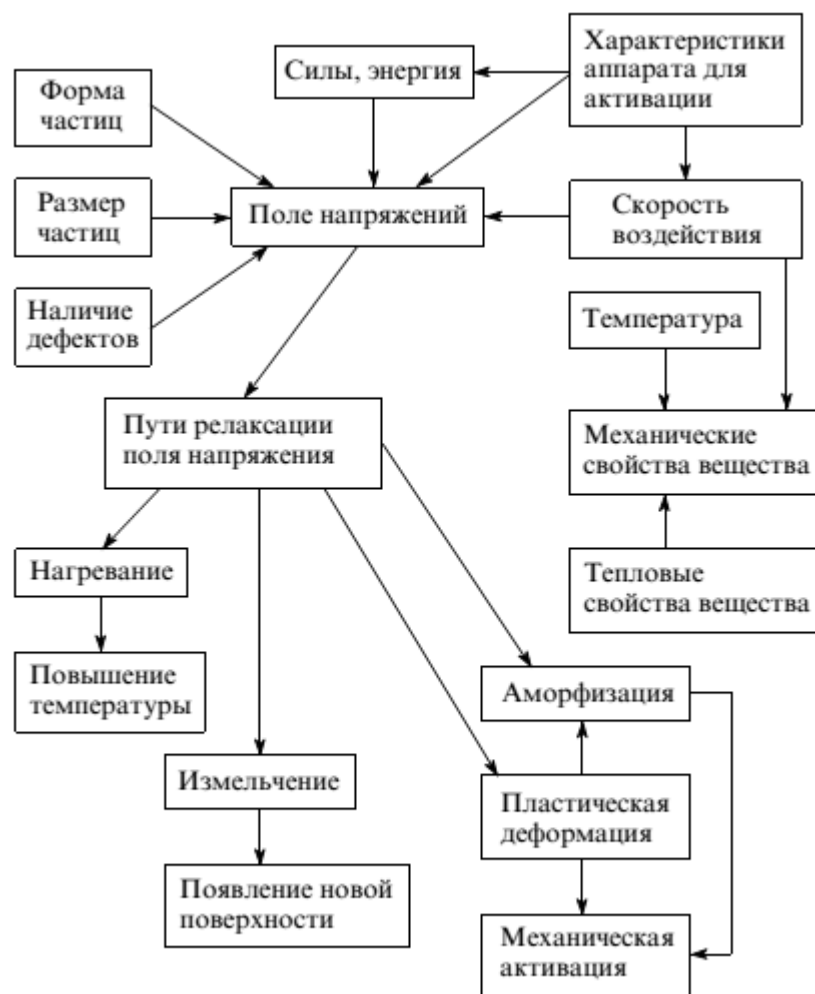 Силы, энергия
Характеристики
аппарата для
активации
Форма
частиц
Размер
частиц
Поле напряжений
Скорость
воздействия
Наличие
дефектов
Температура
Пути релаксации
поля напряжения
Механические
свойства вещества
Нагревание
Тепловые
свойства вещества
Повышение
температуры
Аморфизация
Измельчение
Пластическая
деформация
Появление новой
поверхности
Механическая
активация